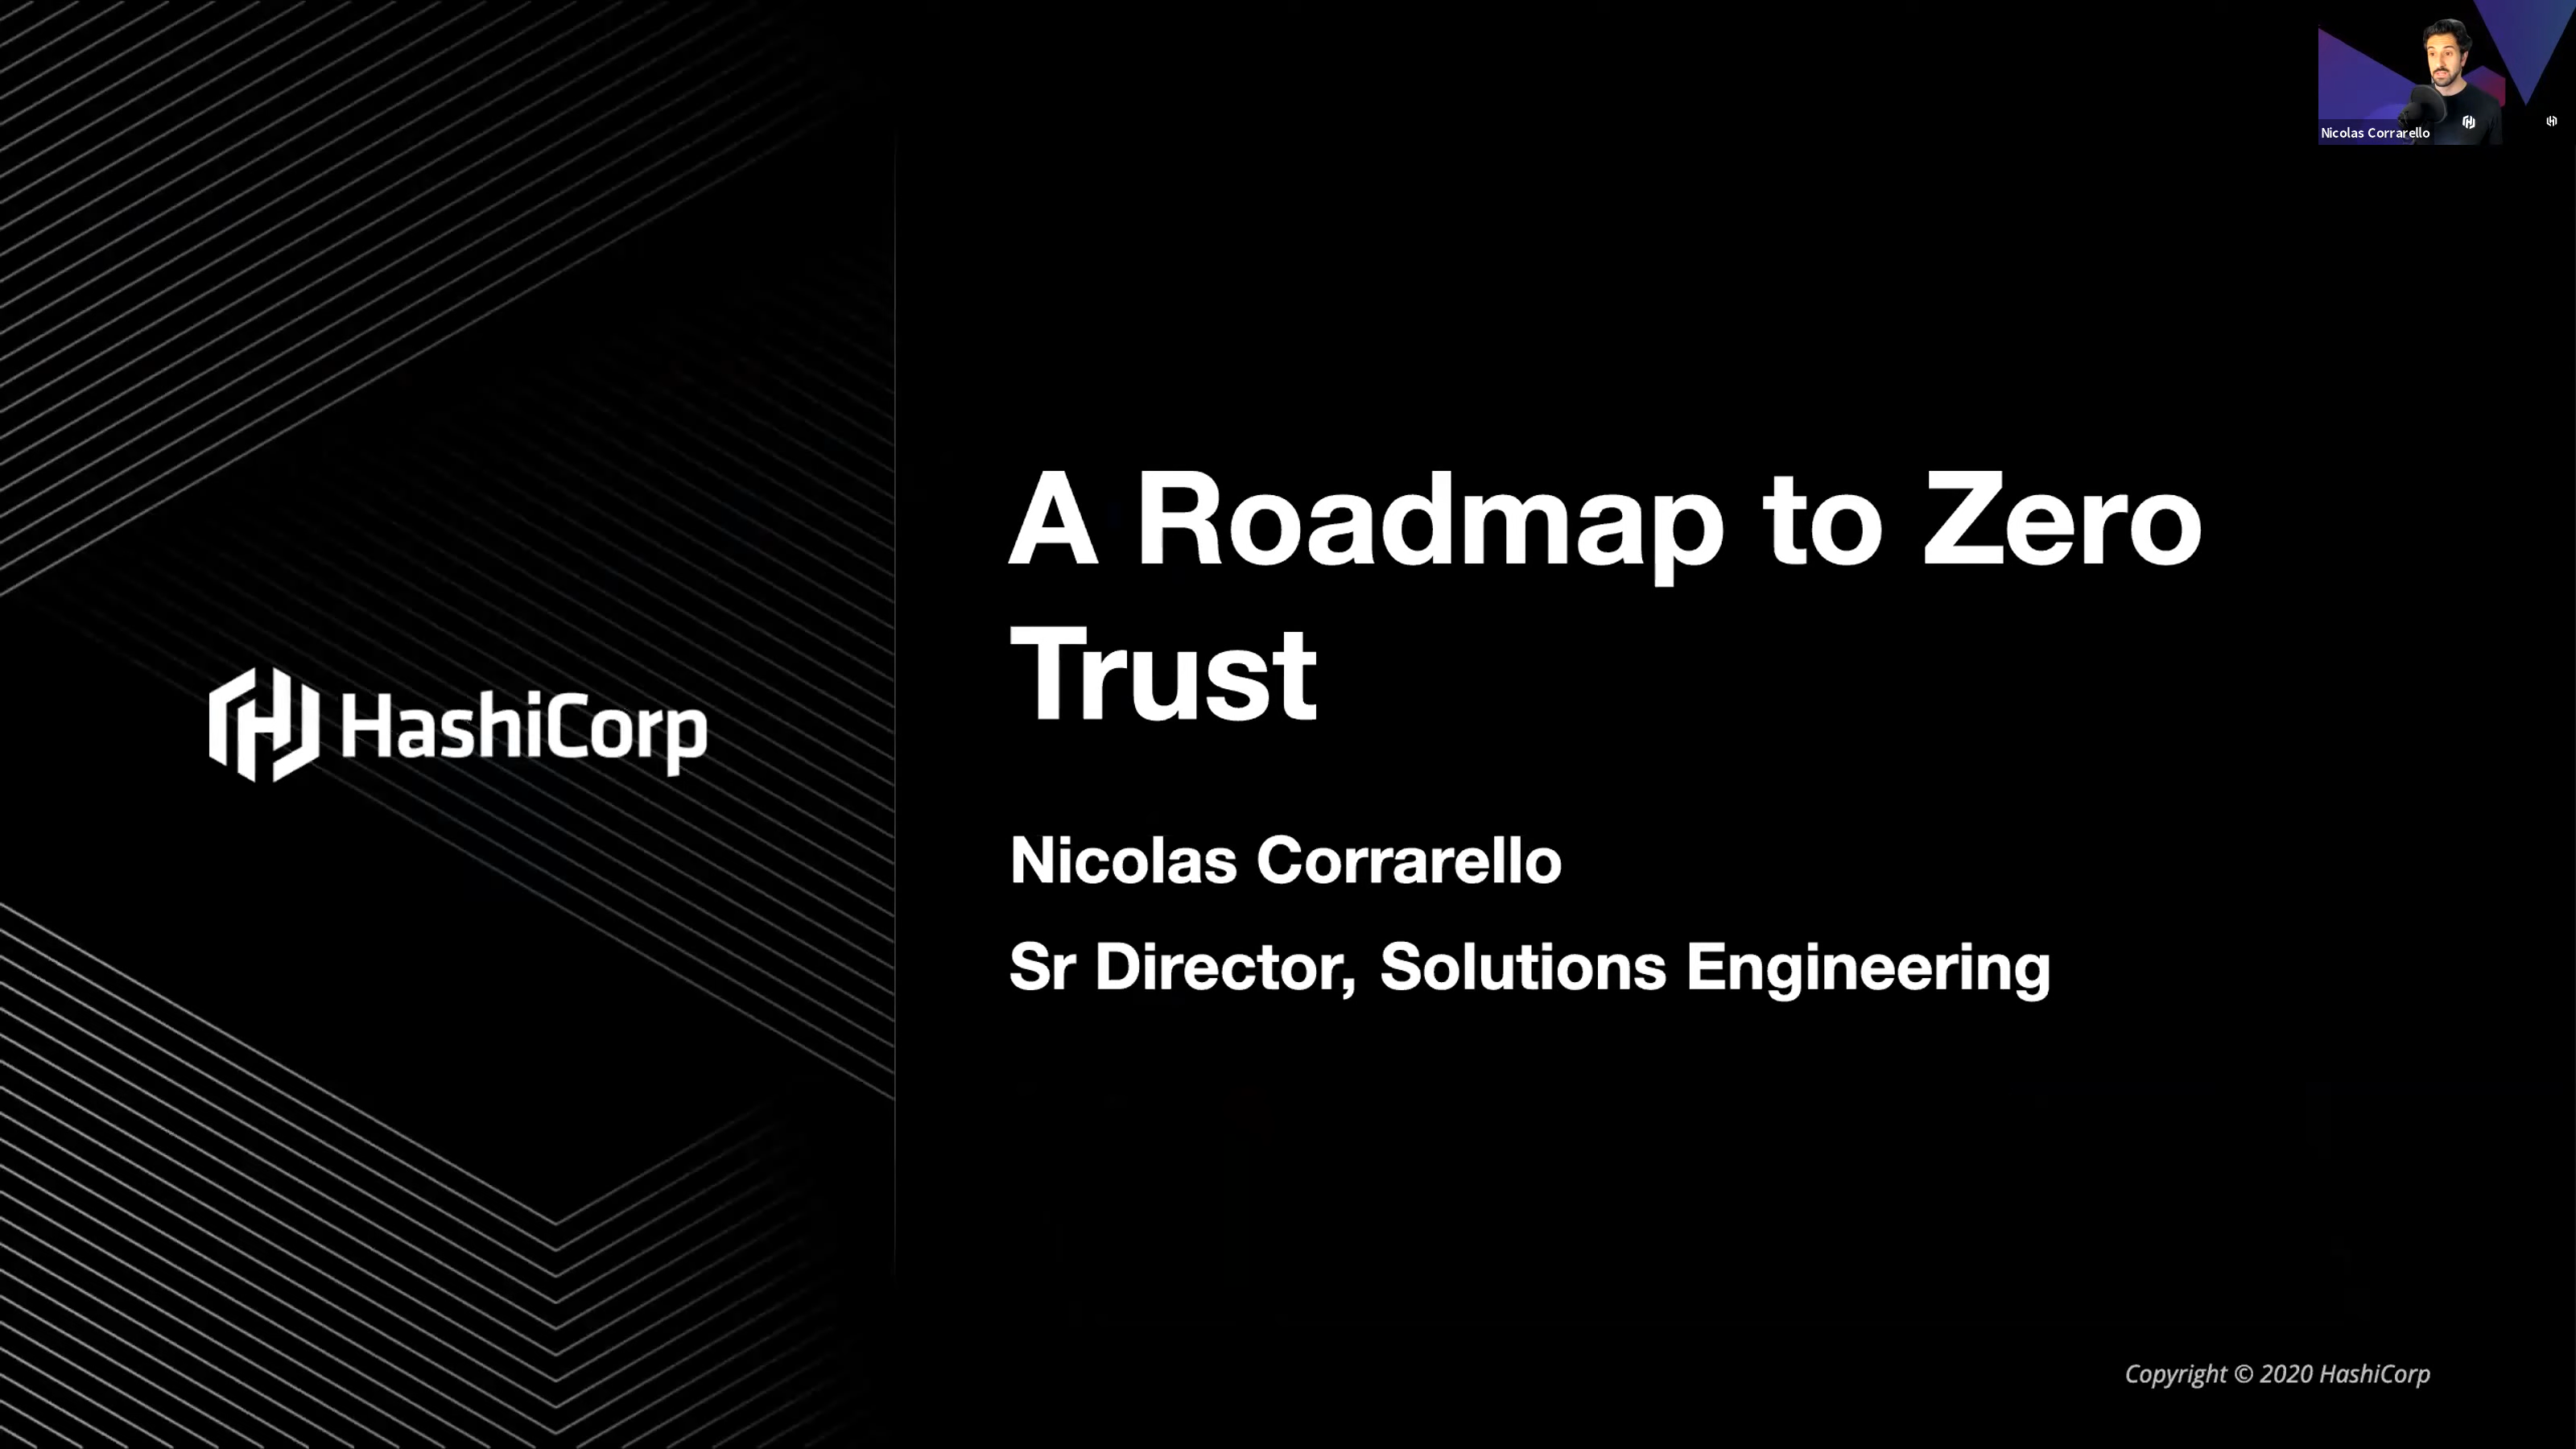 Nicolas Corrarello
A Roadmap to Zero
Trust
HashiCorp
Nicolas Corrarello
Sr Director, Solutions Engineering
Copyright © 2020 HashiCorp